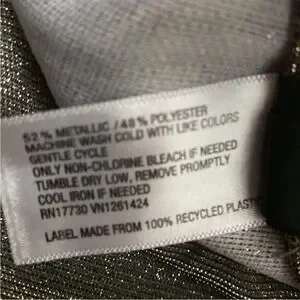 52% METALLIC / 48% POLYESTER
MACHINE WASH COLD WITH LIKE COLORS
GENTLE CYCLE
ONLY NON-CHLORINE BLEACH IF NEEDED
TUMBLE DRY LOW, REMOVE PROMPTLY
COOL IRON IF NEEDED
RN17730 VN1261424
LABEL MADE FROM 100% RECYCLED PLAST